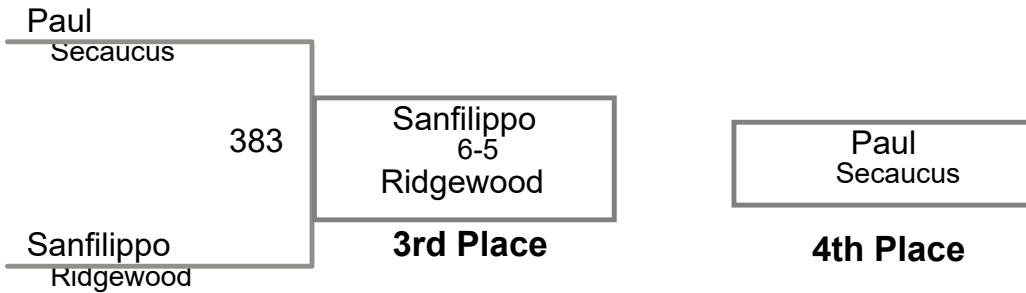 Paul
Secaucus
383
Sanfilippo
6-5
Ridgewood
3rd Place
Sanfilippo
Ridgewood
Paul
Secaucus
4th Place